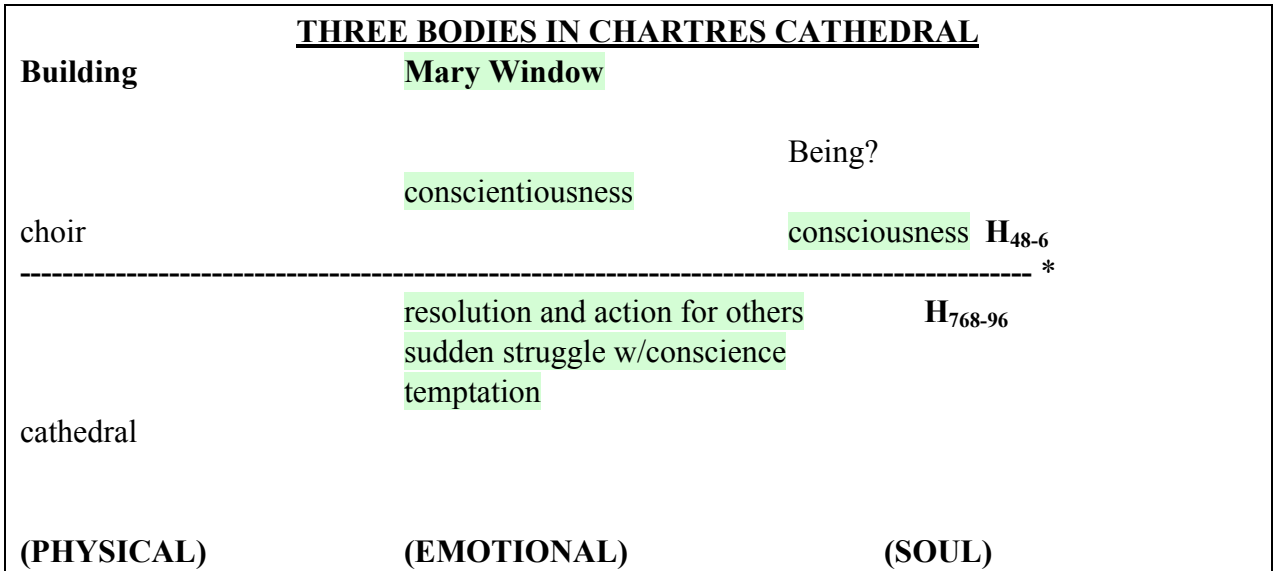 THREE BODIES IN CHARTRES CATHEDRAL
Building Mary Window
Being?
conscientiousness
choir consciousness H48-6
------------------------------------------------------------------------------------------------ *
resolution and action for others H768-96
sudden struggle w/conscience
temptation
cathedral
(PHYSICAL) (EMOTIONAL) (SOUL)